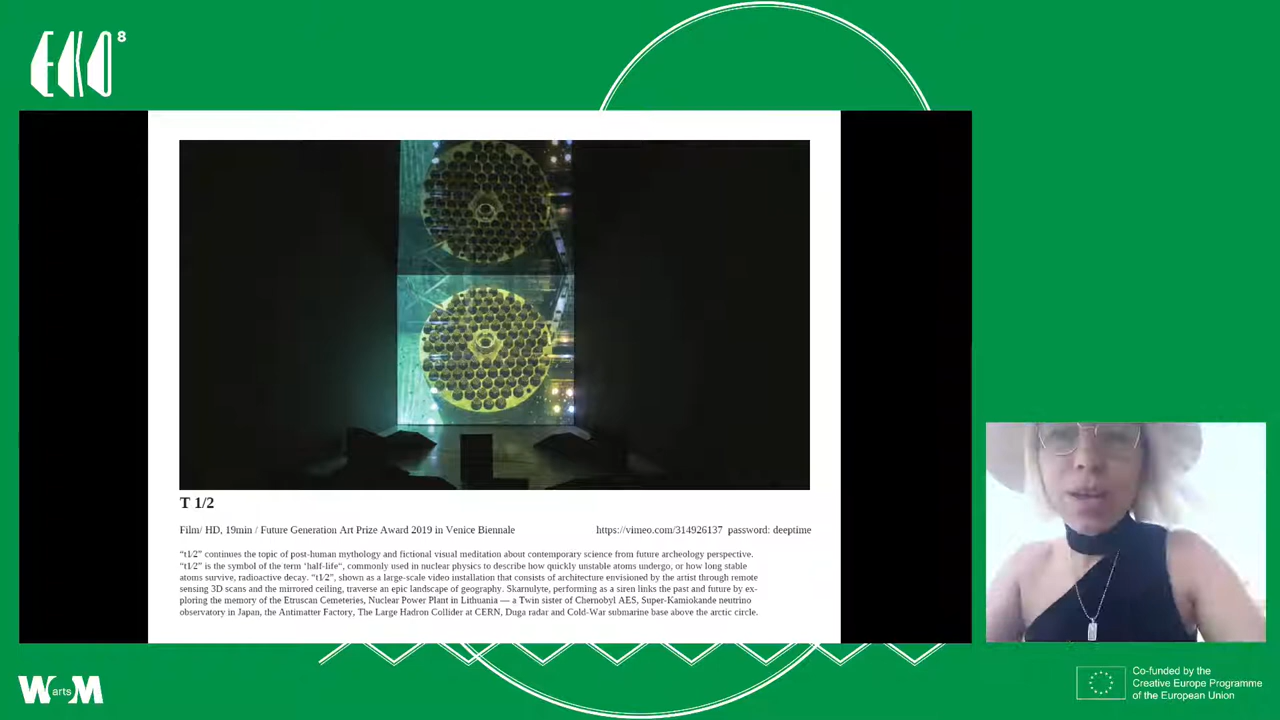 EKO 8
T 1/2
Film/ HD, 19min / Future Generation Art Prize Award 2019 in Venice Biennale https://vimeo.com/314926137 password: deeptime
“t1⁄2” continues the topic of post-human mythology and fictional visual meditation about contemporary science from future archeology perspective.
“t1⁄2” is the symbol of the term ‘half-life“, commonly used in nuclear physics to describe how quickly unstable atoms undergo, or how long stable
atoms survive, radioactive decay. “t1⁄2”, shown as a large-scale video installation that consists of architecture envisioned by the artist through remote
sensing 3D scans and the mirrored ceiling, traverse an epic landscape of geography. Skarnulyte, performing as a siren links the past and future by ex-
ploring the memory of the Etruscan Cemeteries, Nuclear Power Plant in Lithuania — a Twin sister of Chernobyl AES, Super-Kamiokande neutrino
observatory in Japan, the Antimatter Factory, The Large Hadron Collider at CERN, Duga radar and Cold-War submarine base above the arctic circle.
W arts M
Co-funded by the
Creative Europe Programme
of the European Union